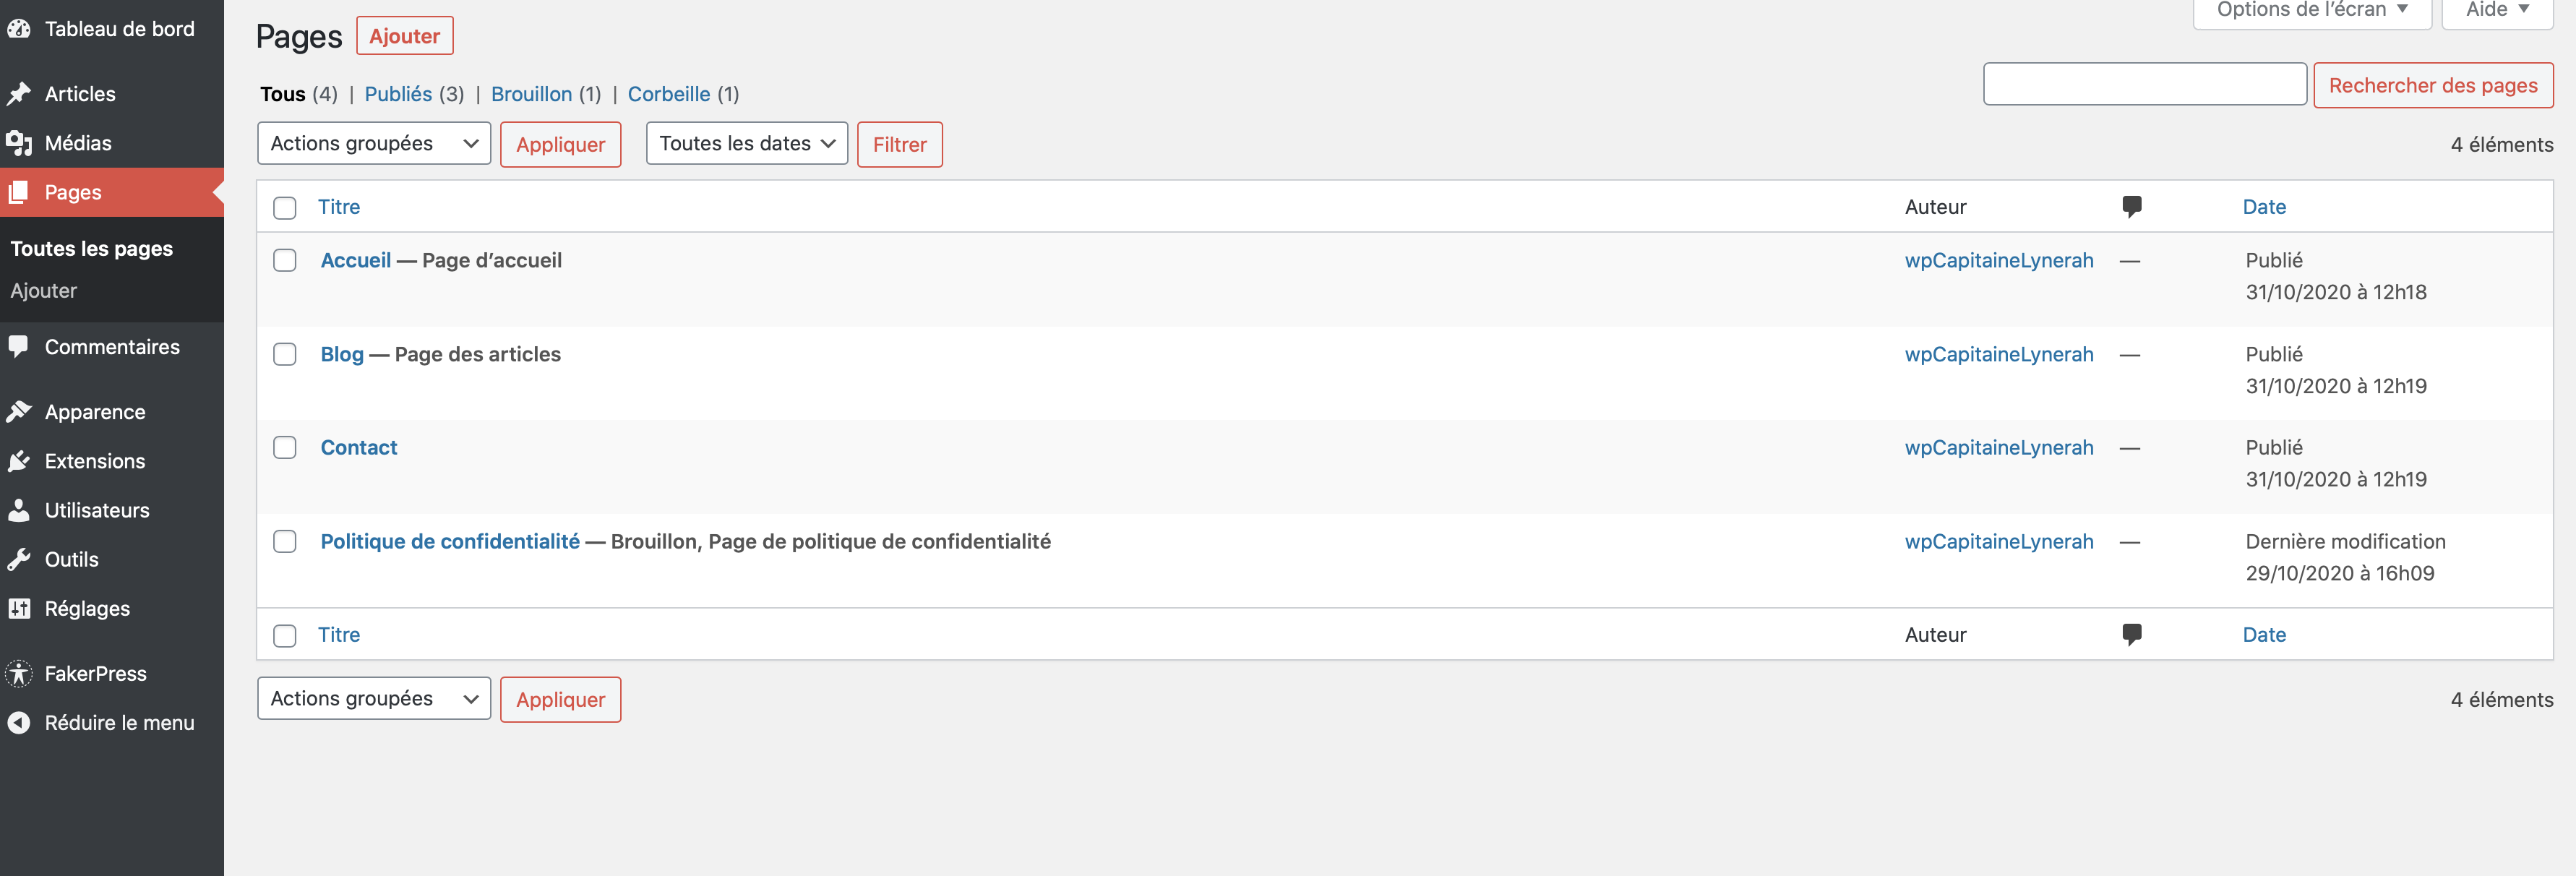 Tableau de bord
Articles
Médias
Pages
Toutes les pages
Ajouter
Commentaires
Apparence
Extensions
Utilisateurs
Outils
Réglages
FakerPress
Réduire le menu
Options de l’écran ▼ Aide ▼
Pages Ajouter
Tous (4) | Publiés (3) | Brouillon (1) | Corbeille (1)
Rechercher des pages
Actions groupées Appliquer Toutes les dates Filtrer 4 éléments
Titre Auteur Date
Accueil — Page d’accueil wpCapitaineLynerah — Publié
31/10/2020 à 12h18
Blog — Page des articles wpCapitaineLynerah — Publié
31/10/2020 à 12h19
Contact wpCapitaineLynerah — Publié
31/10/2020 à 12h19
Politique de confidentialité — Brouillon, Page de politique de confidentialité wpCapitaineLynerah — Dernière modification
29/10/2020 à 16h09
Titre Auteur Date
Actions groupées Appliquer 4 éléments